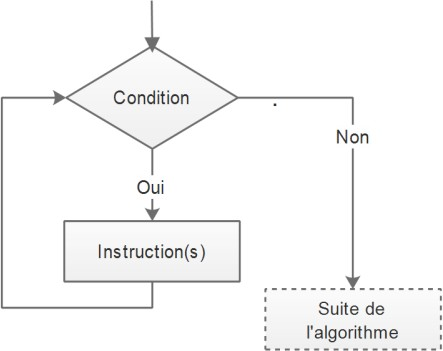 Condition
Non
Oui
Instruction(s)
Suite de
l'algorithme